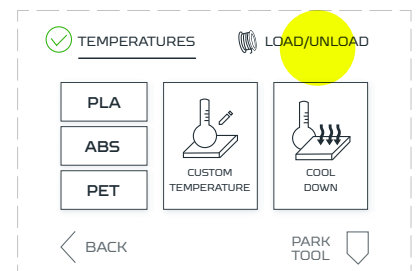 TEMPERATURES
LOAD/UNLOAD
PLA
ABS
PET
CUSTOM
TEMPERATURE
COOL
DOWN
BACK
PARK
TOOL